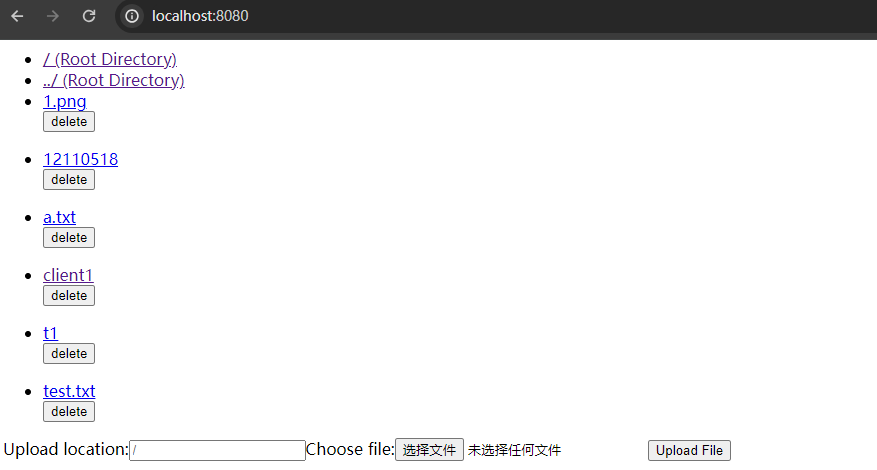 localhost:8080
/ (Root Directory)
../ (Root Directory)
1.png
delete
12110518
delete
a.txt
delete
client1
delete
t1
delete
test.txt
delete
Upload location: / Choose file: 选择文件 未选择任何文件 Upload File